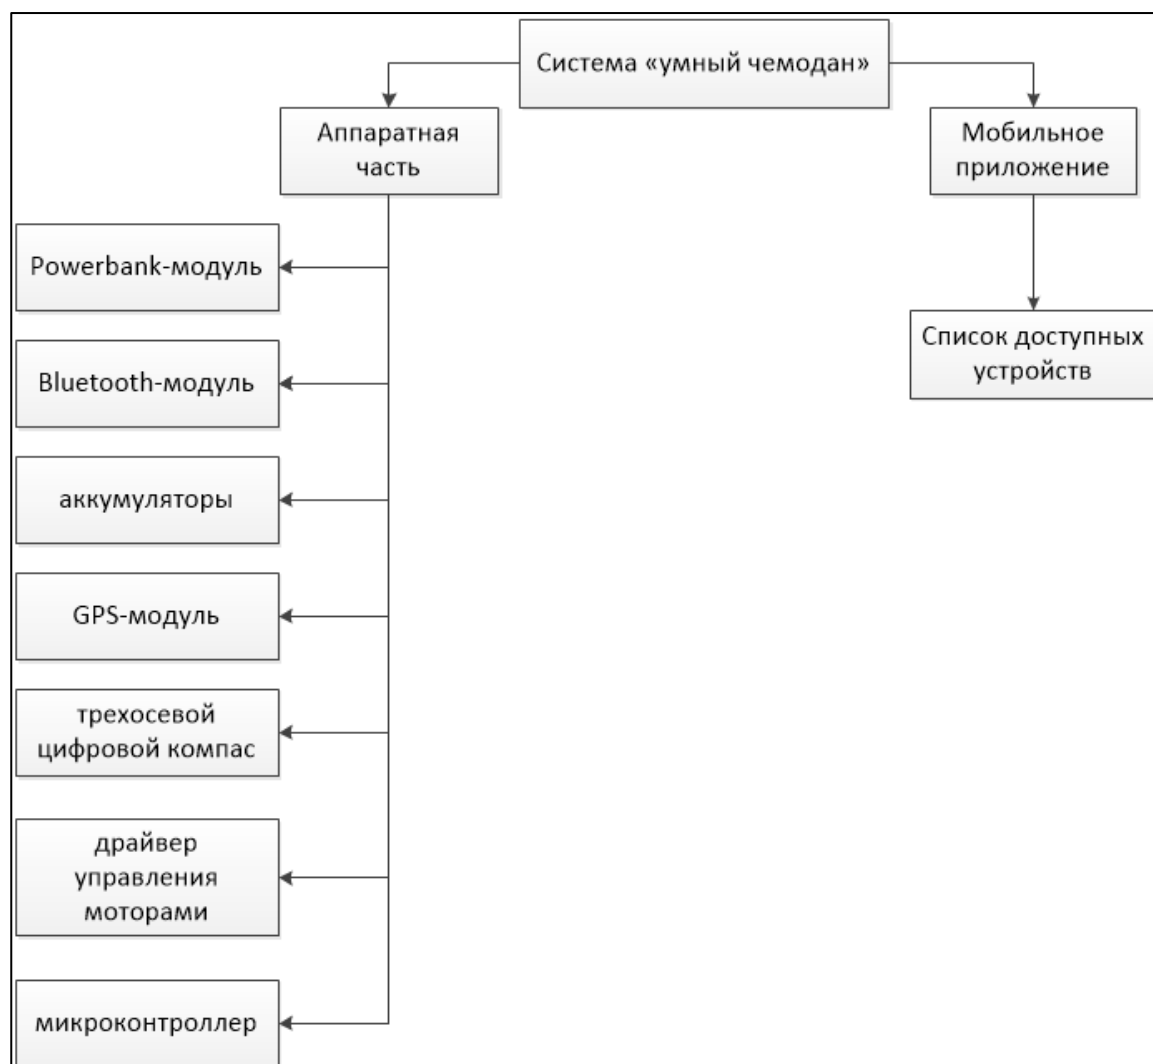 Система «умный чемодан»
Аппаратная
часть
Мобильное
приложение
Powerbank-модуль
Bluetooth-модуль
аккумуляторы
GPS-модуль
трехосевой
цифровой компас
драйвер
управления
моторами
микроконтроллер
Список доступных
устройств